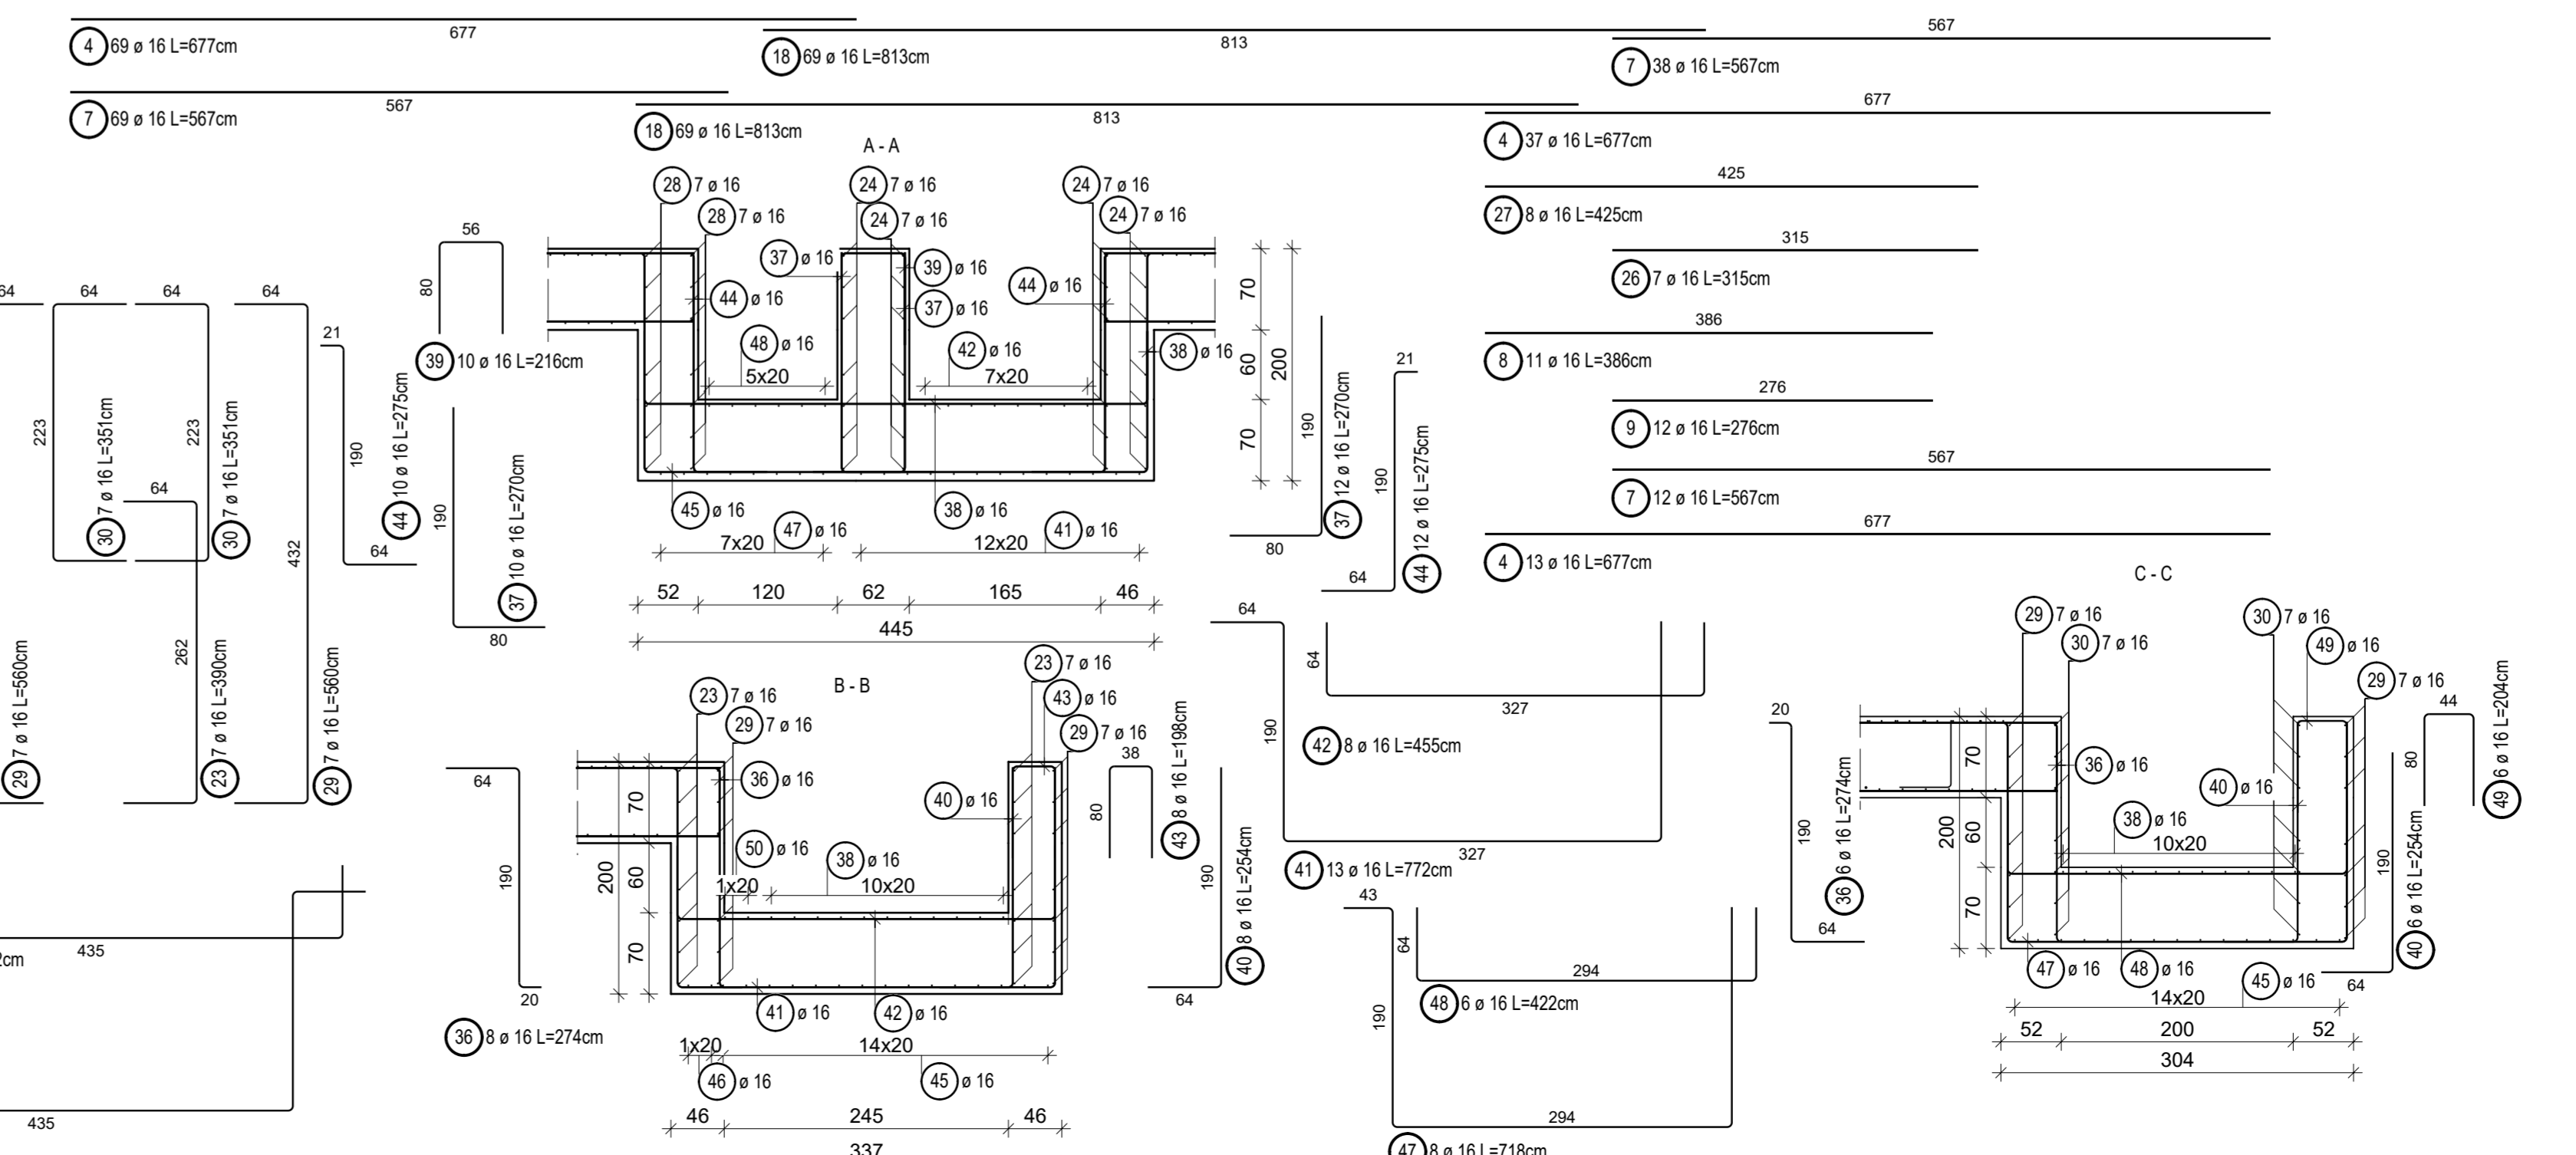 677
4 69 ø 16 L=677cm
813
18 69 ø 16 L=813cm
567
7 38 ø 16 L=567cm
567
7 69 ø 16 L=567cm
813
18 69 ø 16 L=813cm
677
4 37 ø 16 L=677cm
425
27 8 ø 16 L=425cm
315
26 7 ø 16 L=315cm
386
8 11 ø 16 L=386cm
276
9 12 ø 16 L=276cm
567
7 12 ø 16 L=567cm
677
4 13 ø 16 L=677cm
A - A
28 7 ø 16
28 7 ø 16
24 7 ø 16
24 7 ø 16
24 7 ø 16
24 7 ø 16
37 ø 16
39 ø 16
44 ø 16
44 ø 16
37 ø 16
48 ø 16
42 ø 16
38 ø 16
5x20
7x20
70
60
70
200
45 ø 16
47 ø 16
38 ø 16
41 ø 16
7x20
12x20
52
120
62
165
46
445
64
64
64
64
223
223
30 7 ø 16 L=351cm
30 7 ø 16 L=351cm
64
262
432
29 7 ø 16 L=560cm
23 7 ø 16 L=390cm
29 7 ø 16 L=560cm
21
190
64
44 10 ø 16 L=275cm
56
80
39 10 ø 16 L=216cm
190
80
37 10 ø 16 L=270cm
190
80
37 12 ø 16 L=270cm
21
190
64
44 12 ø 16 L=275cm
435
2cm
435
B - B
23 7 ø 16
29 7 ø 16
23 7 ø 16
43 ø 16
29 7 ø 16
36 ø 16
40 ø 16
50 ø 16
38 ø 16
1x20
10x20
70
60
70
200
41 ø 16
42 ø 16
1x20
14x20
46 ø 16
45 ø 16
46
245
46
337
64
190
20
36 8 ø 16 L=274cm
38
80
43 8 ø 16 L=198cm
190
64
40 8 ø 16 L=254cm
64
64
327
42 8 ø 16 L=455cm
190
327
41 13 ø 16 L=772cm
43
64
294
48 6 ø 16 L=422cm
190
294
47 8 ø 16 L=718cm
C - C
29 7 ø 16
30 7 ø 16
30 7 ø 16
49 ø 16
29 7 ø 16
36 ø 16
40 ø 16
38 ø 16
10x20
70
60
70
200
47 ø 16
48 ø 16
45 ø 16
14x20
52
200
52
304
20
190
64
36 6 ø 16 L=274cm
44
80
49 6 ø 16 L=204cm
190
64
40 6 ø 16 L=254cm